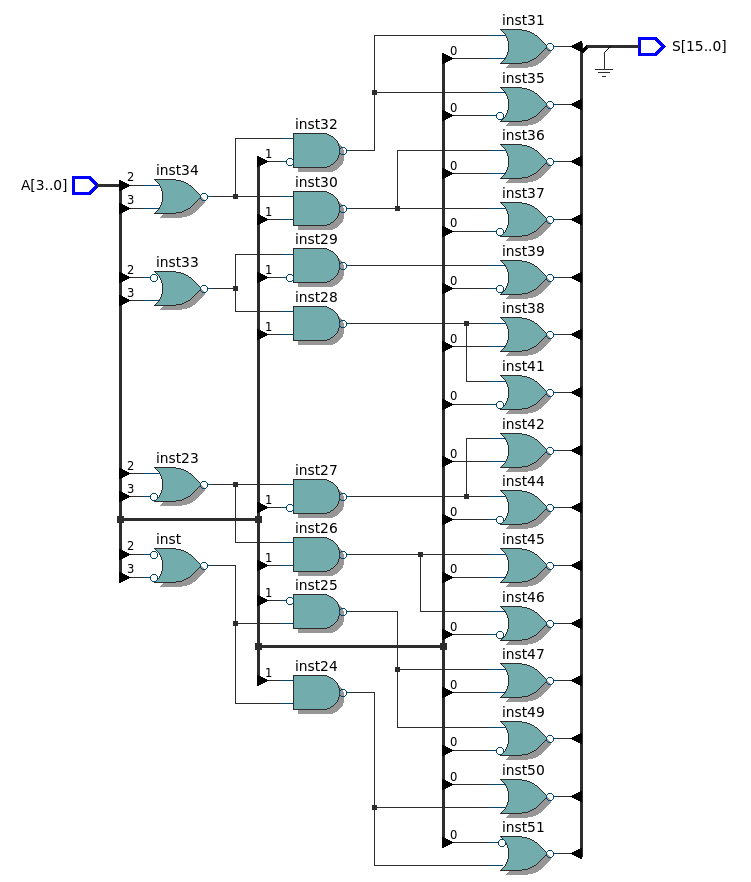 inst31
S[15..0]
0
inst35
0
inst32
inst36
1
0
inst34
A[3..0]
2
inst30
inst37
3
1
0
inst33
inst29
inst39
2
1
0
3
inst28
inst38
1
0
inst41
0
inst42
inst23
2
inst27
0
3
1
inst44
0
inst
2
inst26
inst45
3
1
0
inst25
1
inst46
0
inst24
inst47
1
0
inst49
0
inst50
0
inst51
0